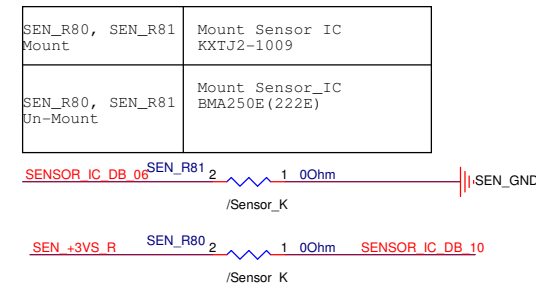 SEN_R80, SEN_R81 Mount Sensor IC
Mount KXTJ2-1009
Mount Sensor_IC
SEN_R80, SEN_R81 BMA250E(222E)
Un-Mount
SENSOR_IC_DB_06 SEN_R81 2 1 0Ohm SEN_GND
/Sensor_K
SEN_+3VS_R SEN_R80 2 1 0Ohm SENSOR_IC_DB_10
/Sensor_K